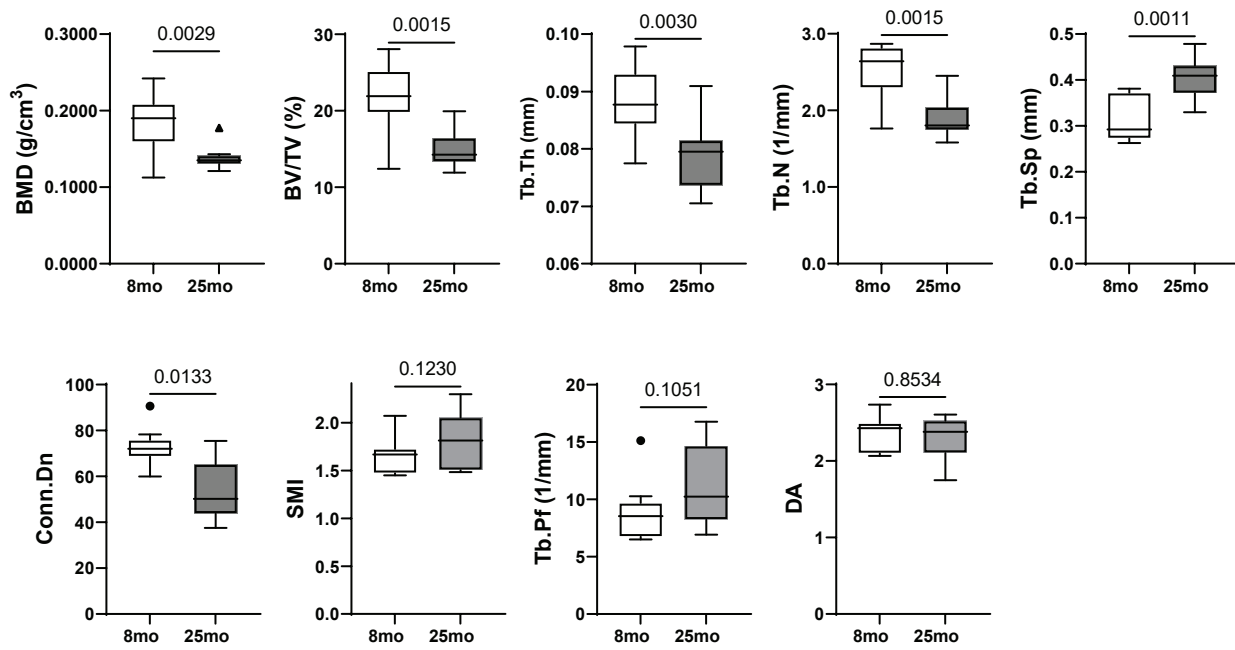 BMD (g/cm³)
0.3000
0.2000
0.1000
0.0000
0.0029
8mo 25mo
BV/TV (%)
30
20
10
0
0.0015
8mo 25mo
Tb.Th (mm)
0.10
0.09
0.08
0.07
0.06
0.0030
8mo 25mo
Tb.N (1/mm)
3.0
2.0
1.0
0.0
0.0015
8mo 25mo
Tb.Sp (mm)
0.5
0.4
0.3
0.2
0.1
0.0
0.0011
8mo 25mo
Conn.Dn
100
80
60
40
20
0
0.0133
8mo 25mo
SMI
2.0
1.5
1.0
0.5
0.0
0.1230
8mo 25mo
Tb.Pf (1/mm)
20
15
10
5
0
0.1051
8mo 25mo
DA
3
2
1
0
0.8534
8mo 25mo